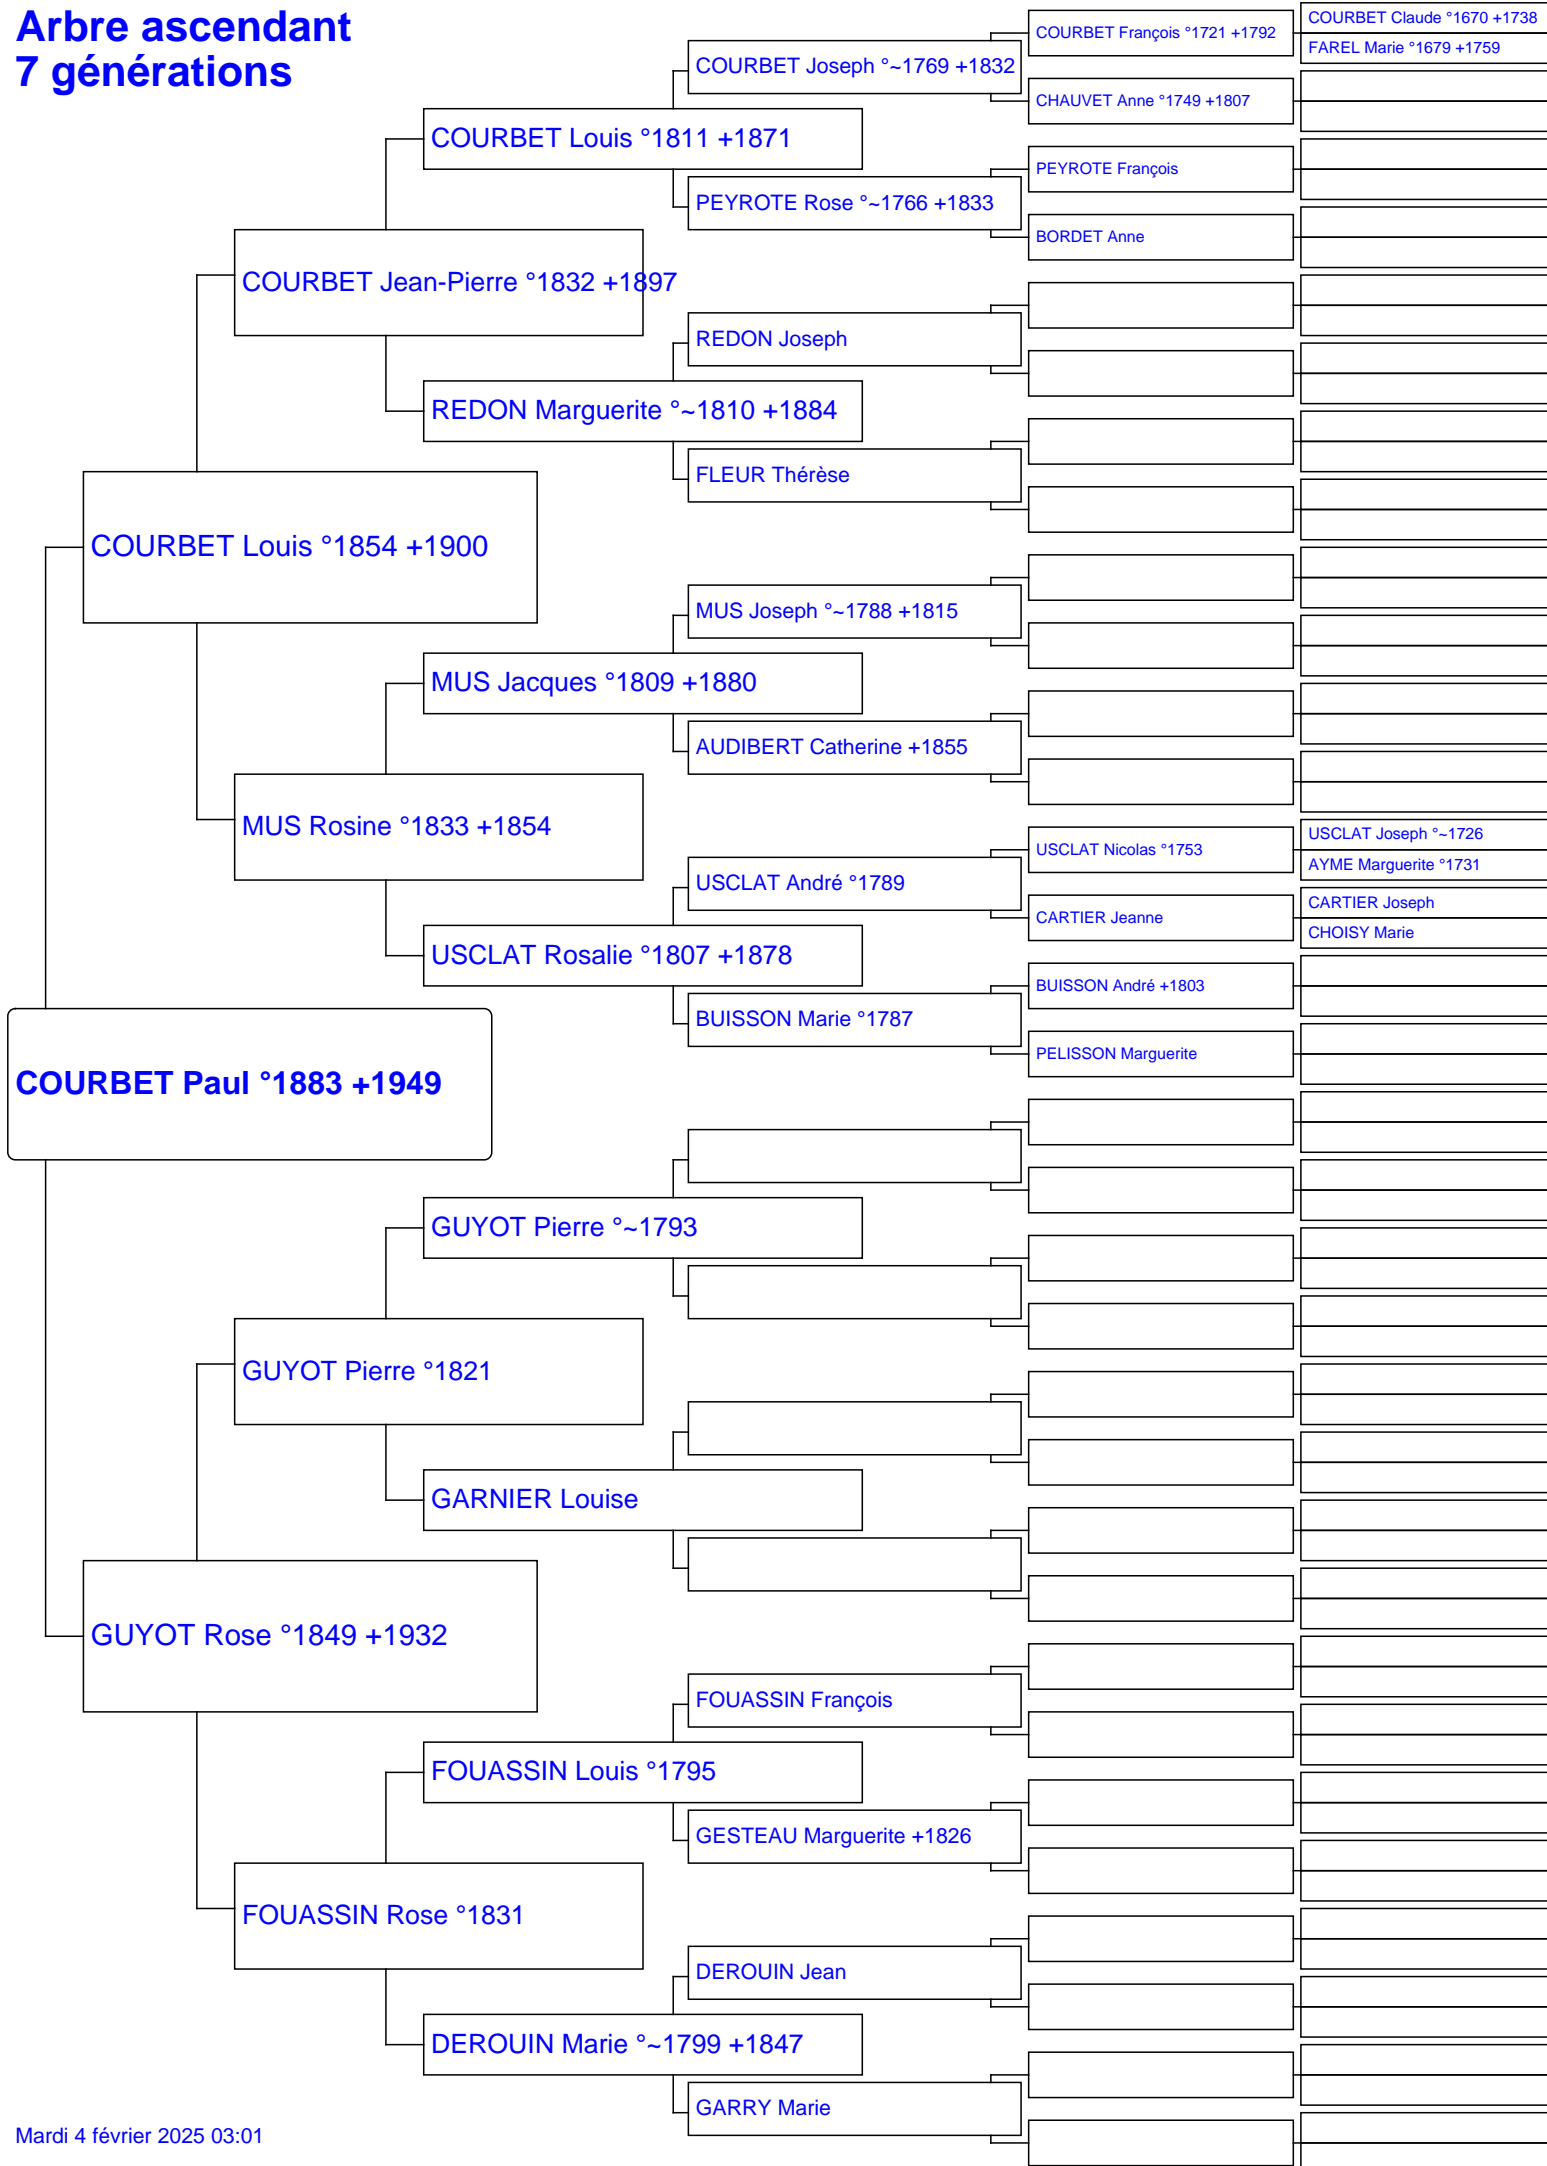 Arbre ascendant
7 générations
COURBET Claude °1670 +1738
COURBET François °1721 +1792
FAREL Marie °1679 +1759
COURBET Joseph °~1769 +1832
CHAUVET Anne °1749 +1807
COURBET Louis °1811 +1871
PEYROTE François
PEYROTE Rose °~1766 +1833
BORDET Anne
COURBET Jean-Pierre °1832 +1897
REDON Joseph
REDON Marguerite °~1810 +1884
FLEUR Thérèse
COURBET Louis °1854 +1900
MUS Joseph °~1788 +1815
MUS Jacques °1809 +1880
AUDIBERT Catherine +1855
MUS Rosine °1833 +1854
USCLAT Joseph °~1726
USCLAT Nicolas °1753
AYME Marguerite °1731
USCLAT André °1789
CARTIER Joseph
CARTIER Jeanne
CHOISY Marie
USCLAT Rosalie °1807 +1878
BUISSON André +1803
BUISSON Marie °1787
PELISSON Marguerite
COURBET Paul °1883 +1949
GUYOT Pierre °~1793
GUYOT Pierre °1821
GARNIER Louise
GUYOT Rose °1849 +1932
FOUASSIN François
FOUASSIN Louis °1795
GESTEAU Marguerite +1826
FOUASSIN Rose °1831
DEROUIN Jean
DEROUIN Marie °~1799 +1847
GARRY Marie
Mardi 4 février 2025 03:01